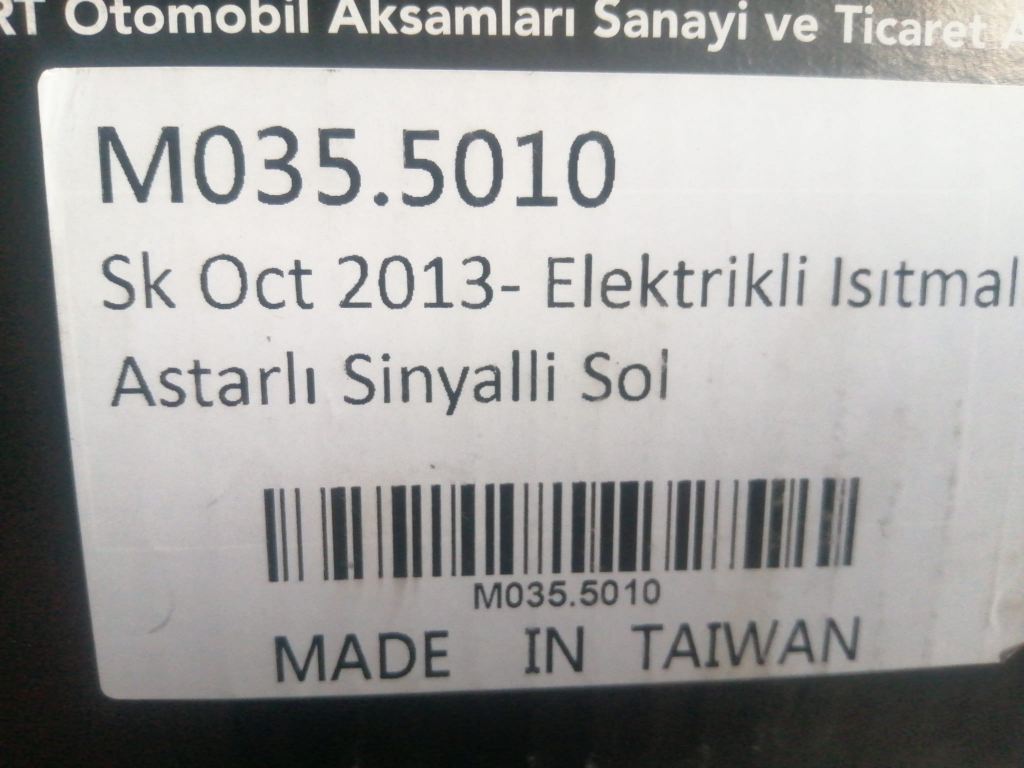 RT Otomobil Aksamları Sanayi ve Ticaret A
M035.5010
Sk Oct 2013- Elektrikli Isıtmal
Astarlı Sinyalli Sol
M035.5010
MADE IN TAIWAN